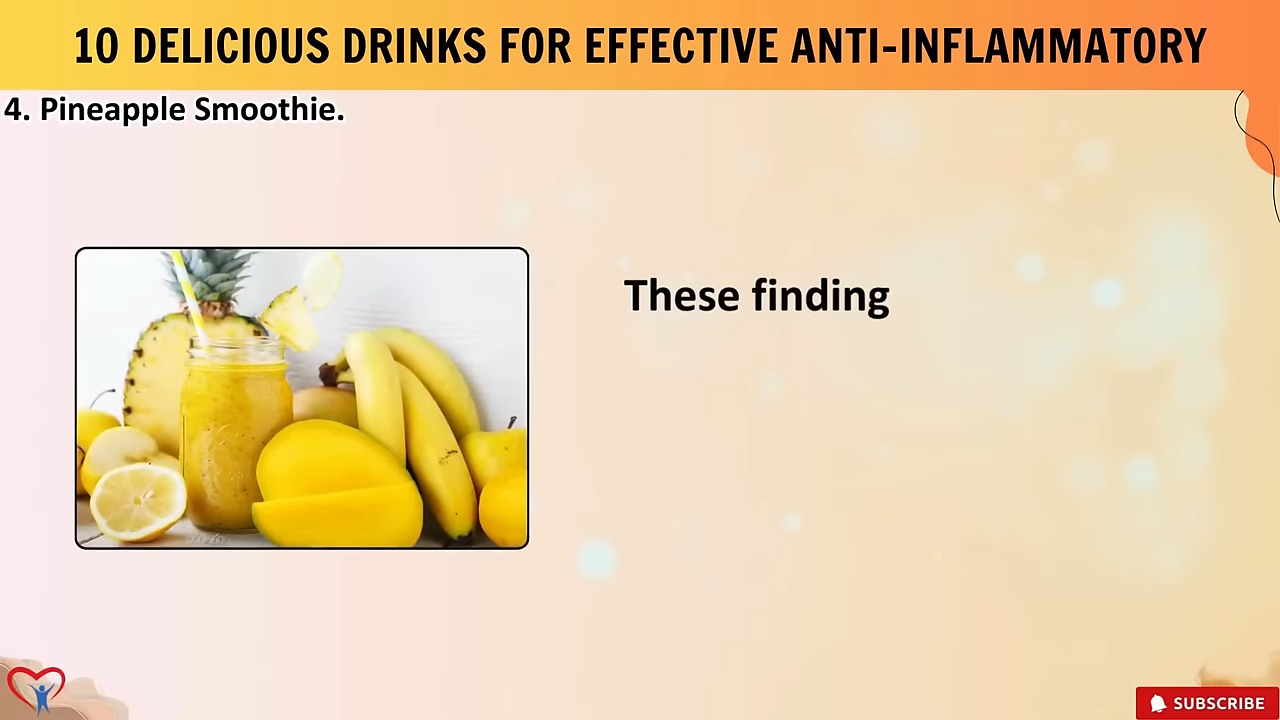 10 DELICIOUS DRINKS FOR EFFECTIVE ANTI-INFLAMMATORY
4. Pineapple Smoothie.
These finding
SUBSCRIBE